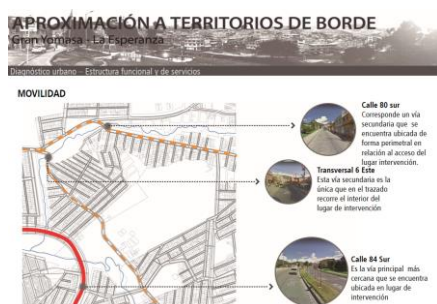 APROXIMACIÓN A TERRITORIOS DE BORDE
Gran Yomasa - La Esperanza
Diagnóstico urbano - Estructura funcional y de servicios
MOVILIDAD
Calle 80 sur
Corresponde un vía
secundaria que se
encuentra ubicada de
forma perimetral en
relación al acceso del
lugar intervención.
Transversal 6 Este
Esta vía secundaria es la
única que en el trazado
recorre el interior del
lugar de intervención
Calle 84 Sur
Es la vía principal más
cercana que se encuentra
ubicada en lugar de
intervención